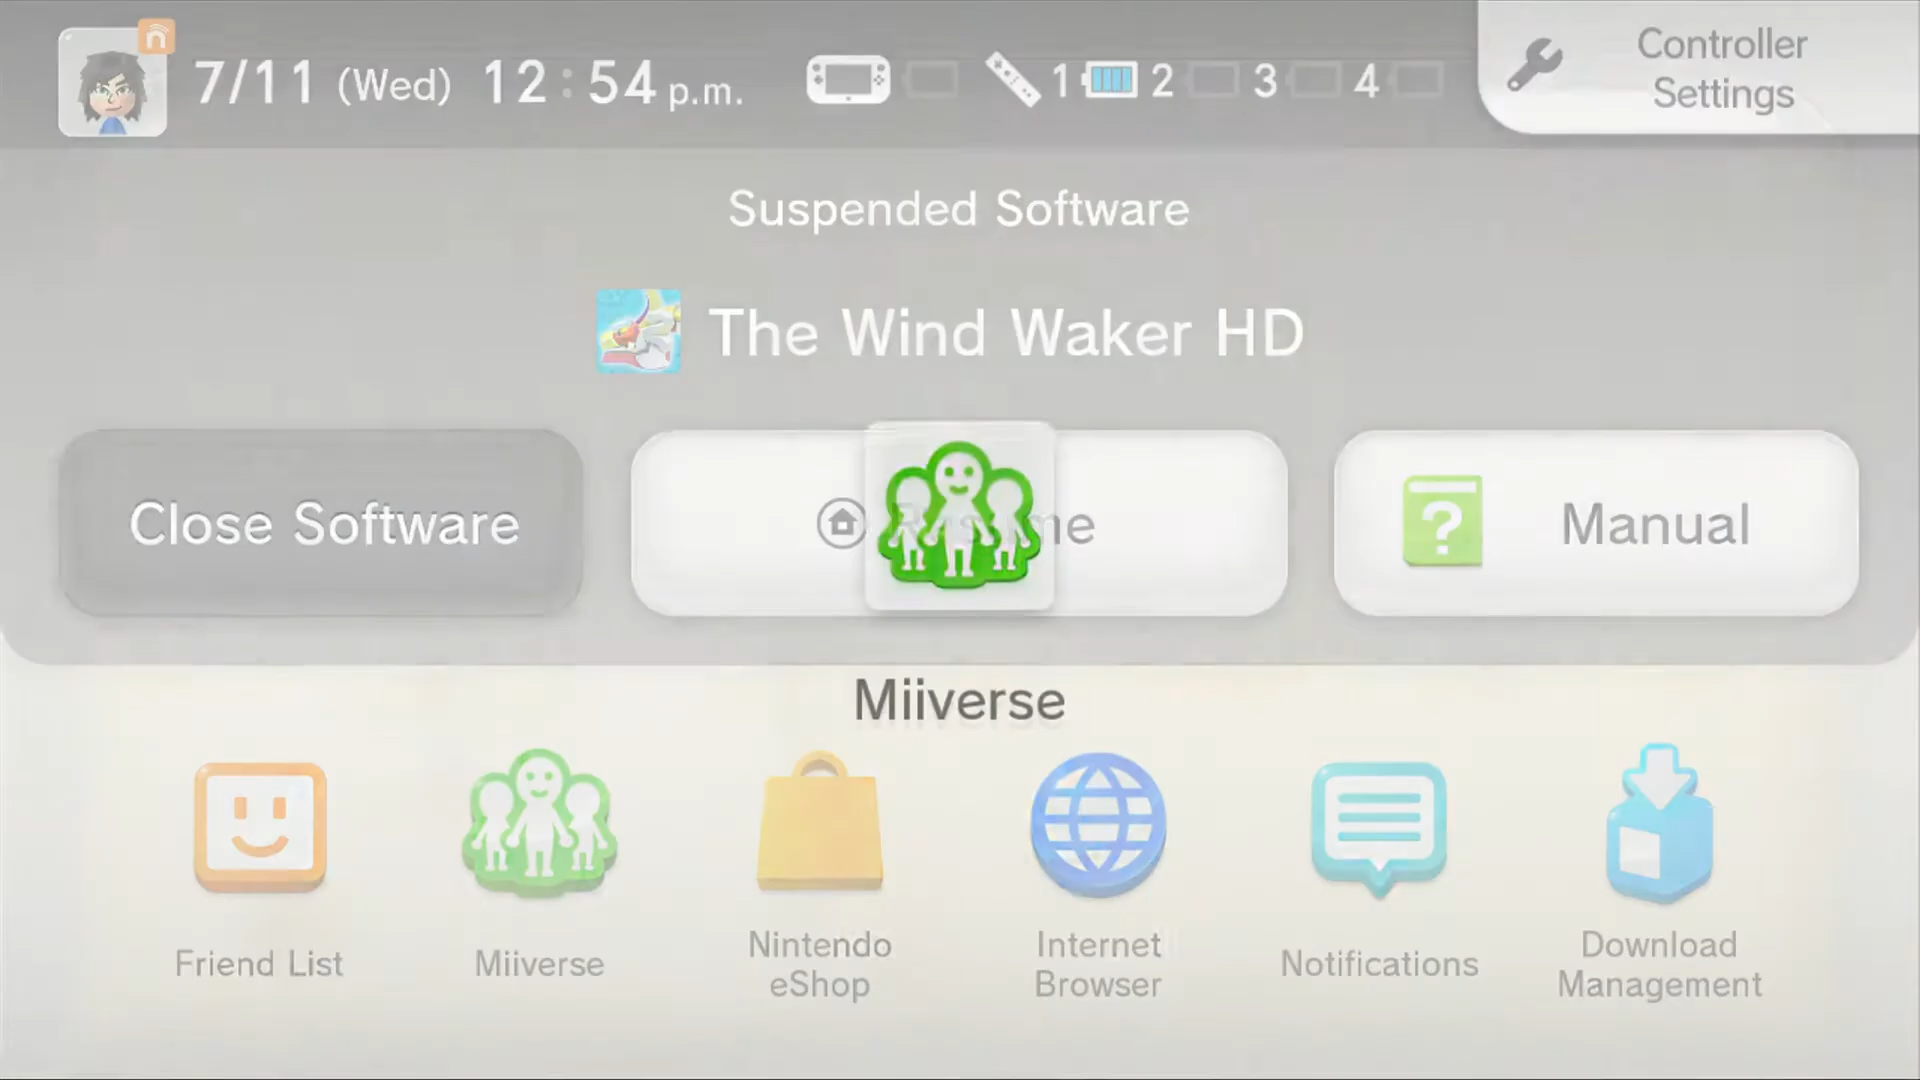 7/11 (Wed) 12:54 p.m.
1 2 3 4
Controller
Settings
Suspended Software
The Wind Waker HD
Close Software
Manual
?
Miiverse
Friend List
Miiverse
Nintendo
eShop
Internet
Browser
Notifications
Download
Management